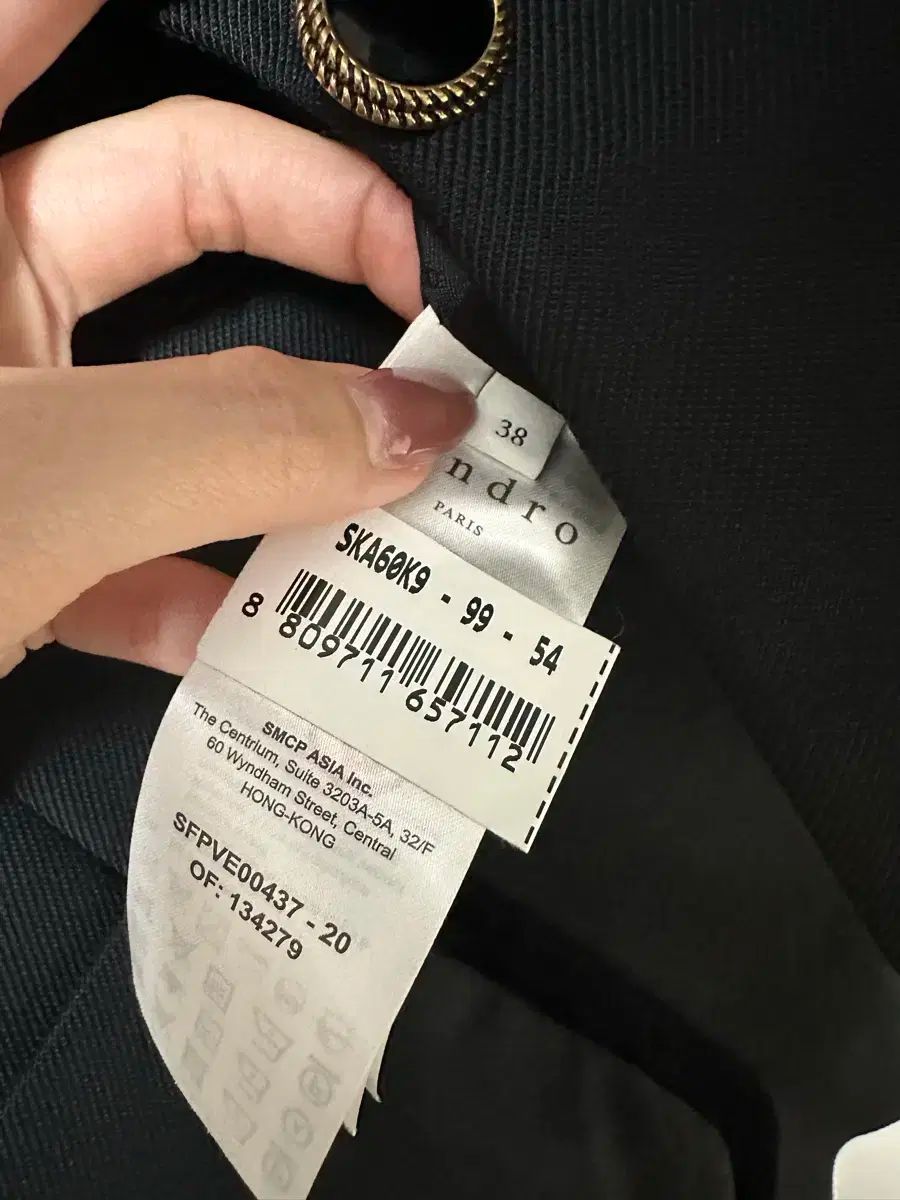 38
ndro
PARIS
SKA60K9 - 99 - 54
8 809711 657112
SMCP ASIA Inc.
The Centrium, Suite 3203A-5A, 32/F
60 Wyndham Street, Central
HONG-KONG
SFPVE00437 - 20
OF: 134279